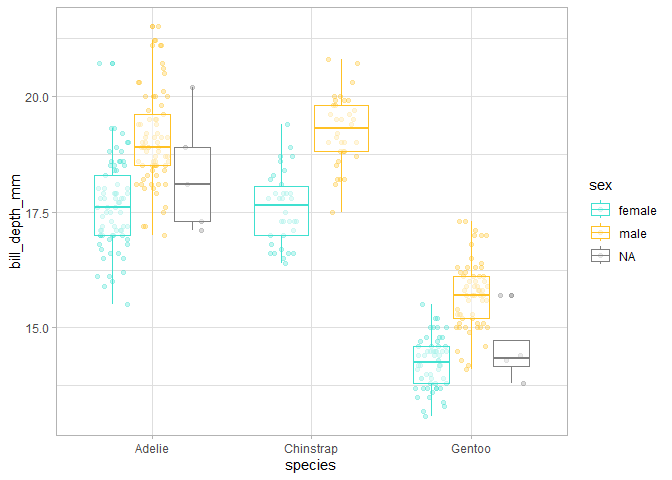 20.0
17.5
15.0
bill_depth_mm
Adelie
Chinstrap
Gentoo
species
sex
female
male
NA